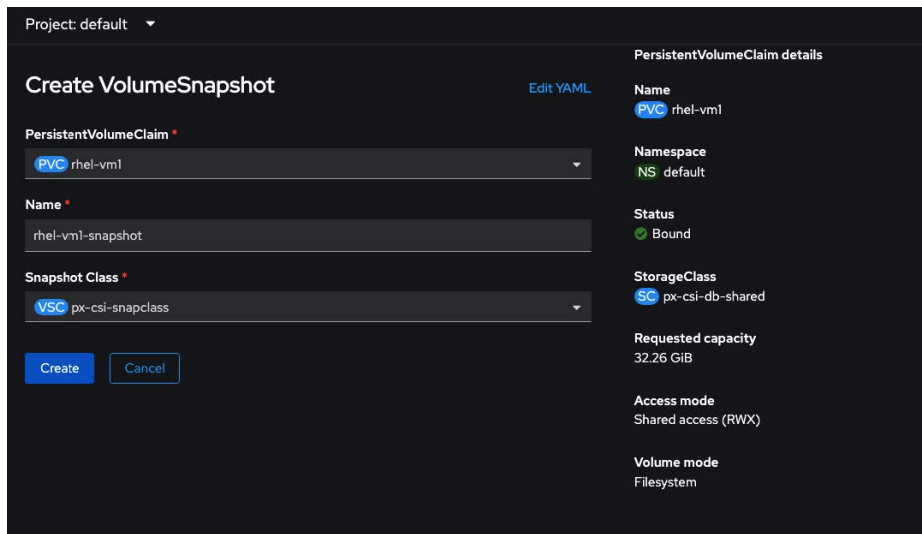 Project: default
Create VolumeSnapshot
Edit YAML
PersistentVolumeClaim *
PVC rhel-vm1
Name *
rhel-vm1-snapshot
Snapshot Class *
VSC px-csi-snapclass
Create
Cancel
PersistentVolumeClaim details
Name
PVC rhel-vm1
Namespace
NS default
Status
Bound
StorageClass
SC px-csi-db-shared
Requested capacity
32.26 GiB
Access mode
Shared access (RWX)
Volume mode
Filesystem